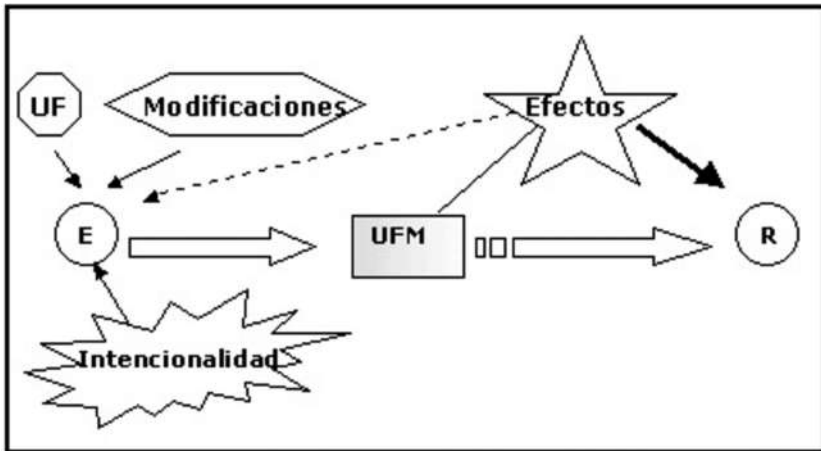 UF
Modificaciones
Efectos
E
UFM
R
Intencionalidad